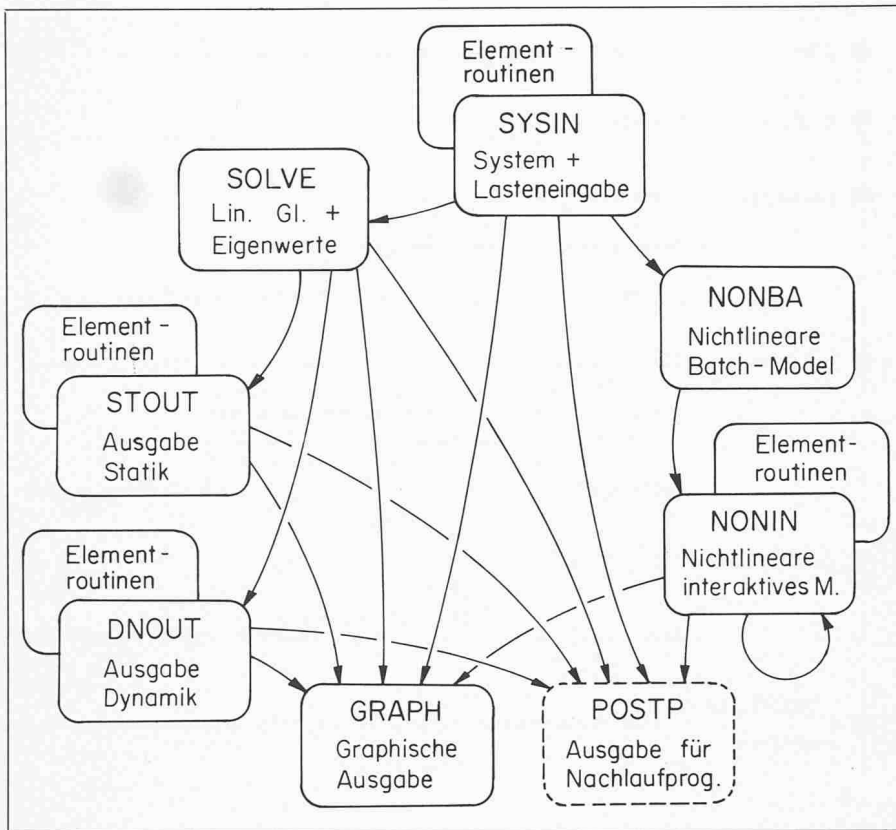 Element-
routinen
SYSIN
System +
Lasteneingabe
SOLVE
Lin. Gl. +
Eigenwerte
NONBA
Nichtlineare
Batch-Model
Element-
routinen
STOUT
Ausgabe
Statik
Element-
routinen
NONIN
Nichtlineare
interaktives M.
Element-
routinen
DNOUT
Ausgabe
Dynamik
GRAPH
Graphische
Ausgabe
POSTP
Ausgabe für
Nachlaufprog.